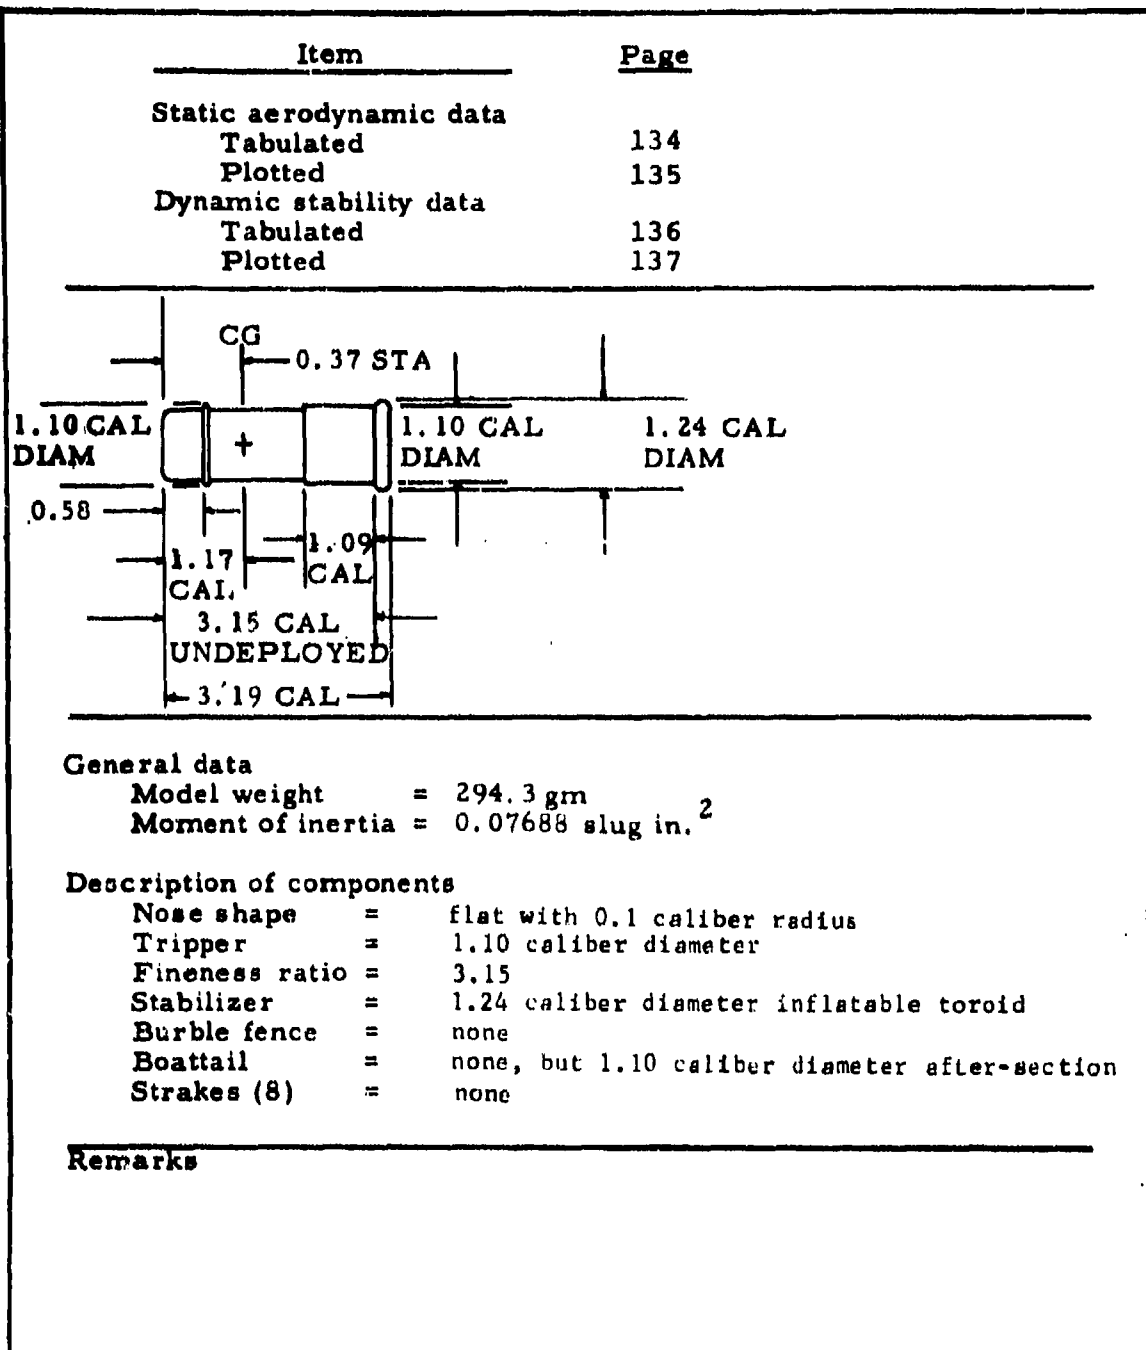 Item Page
Static aerodynamic data
Tabulated 134
Plotted 135
Dynamic stability data
Tabulated 136
Plotted 137
CG
0.37 STA
1.10 CAL
DIAM
1.10 CAL
DIAM
1.24 CAL
DIAM
0.58
1.17
CAL
1.09
CAL
3.15 CAL
UNDEPLOYED
3.19 CAL
General data
Model weight = 294.3 gm
Moment of inertia = 0.07688 slug in.2
Description of components
Nose shape = flat with 0.1 caliber radius
Tripper = 1.10 caliber diameter
Fineness ratio = 3.15
Stabilizer = 1.24 caliber diameter inflatable toroid
Burble fence = none
Boattail = none, but 1.10 caliber diameter after-section
Strakes (8) = none
Remarks